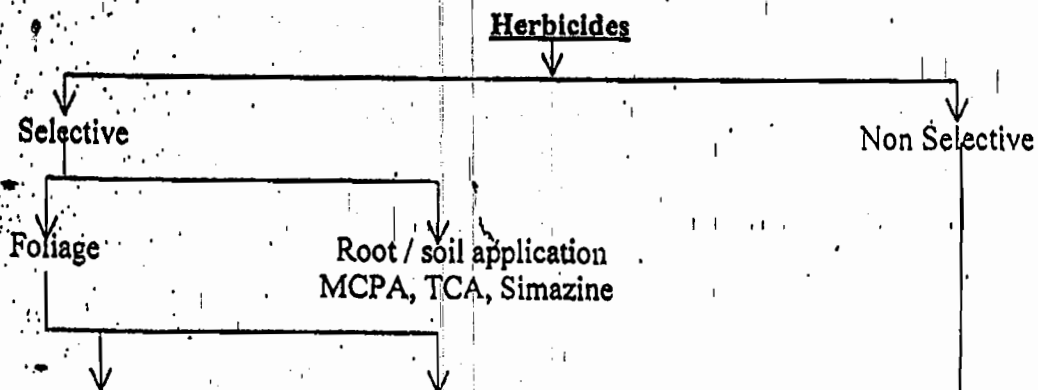 Herbicides
Selective
Non Selective
Foliage
Root / soil application
MCPA, TCA, Simazine